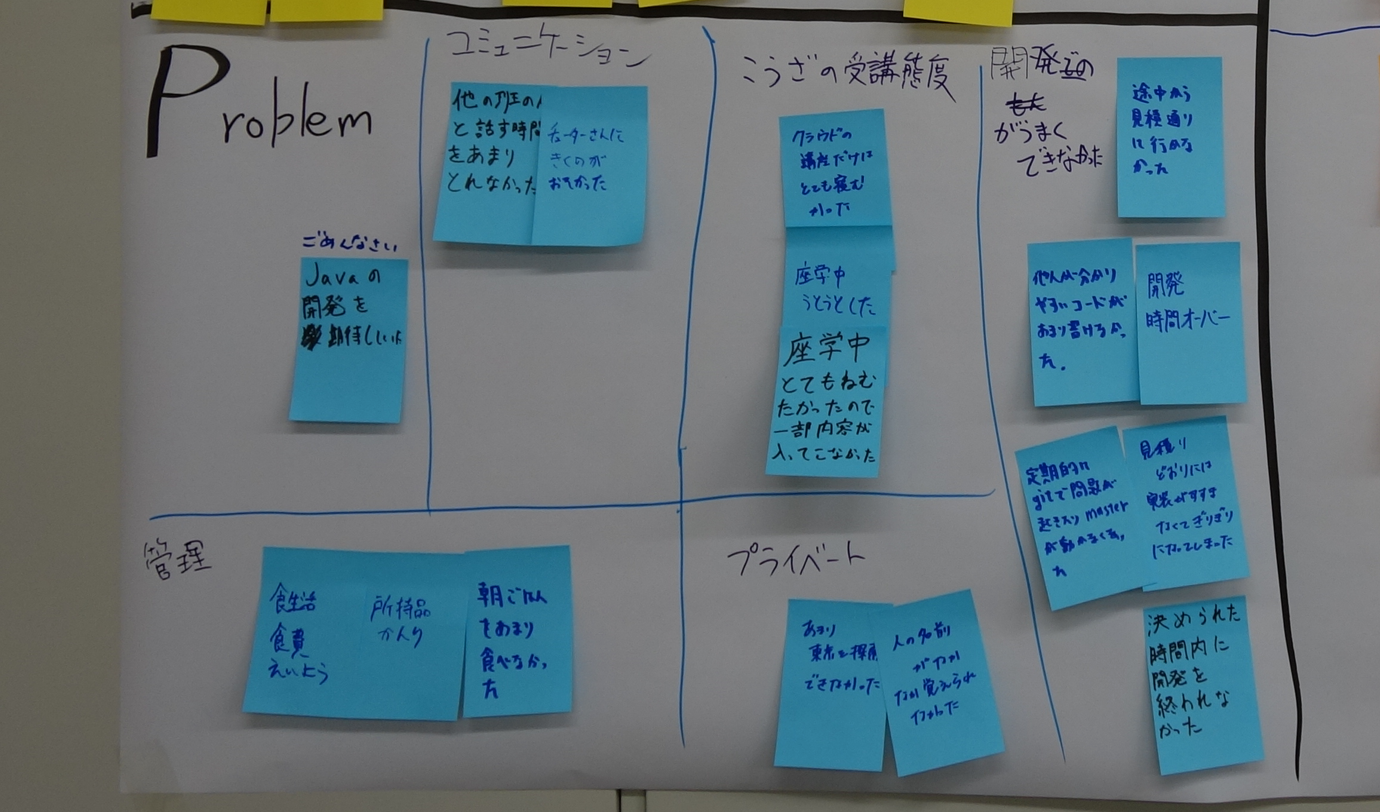 Problem
ごめんなさい
Javaの
開発を
期待していた
コミュニケーション
他の班の人
と話す時間
をあまり
とれなかった
チューターさんに
きくのが
おそかった
こうざの受講態度
クラウドの
講座だけは
とても寝む
かった
座学中
うとうとした
座学中
とてもねむ
たかったので
一部内容が
入ってこなかった
開発での
がうまく
できなかった
途中から
見積通り
に行かな
かった
他人が分かり
やすいコードが
あまり書けなかっ
た。
開発
時間オーバー
定期的に
gitで問題が
起きたりmaster
が動かなくなっ
た
見積り
どおりには
実装がすすま
なくてぎりぎり
になってしまった
決められた
時間内に
開発を
終われな
かった
管理
食生活
食費
えいよう
所持品
かんり
朝ごはん
をあまり
食べなかっ
た
プライベート
あまり
東京を探索
できなかった
人の名前
がなか
なか覚えられ
なかった